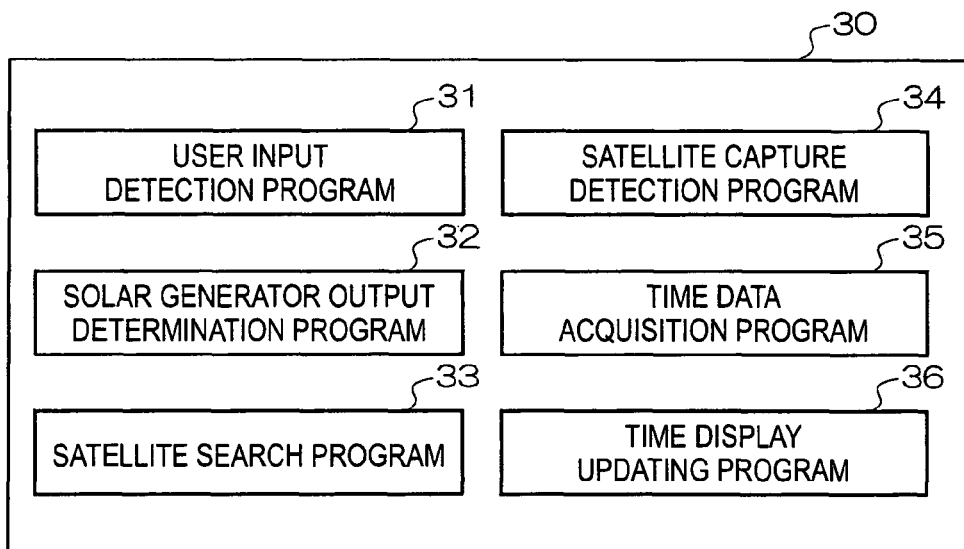 30
31
USER INPUT
DETECTION PROGRAM
34
SATELLITE CAPTURE
DETECTION PROGRAM
32
SOLAR GENERATOR OUTPUT
DETERMINATION PROGRAM
35
TIME DATA
ACQUISITION PROGRAM
33
SATELLITE SEARCH PROGRAM
36
TIME DISPLAY
UPDATING PROGRAM